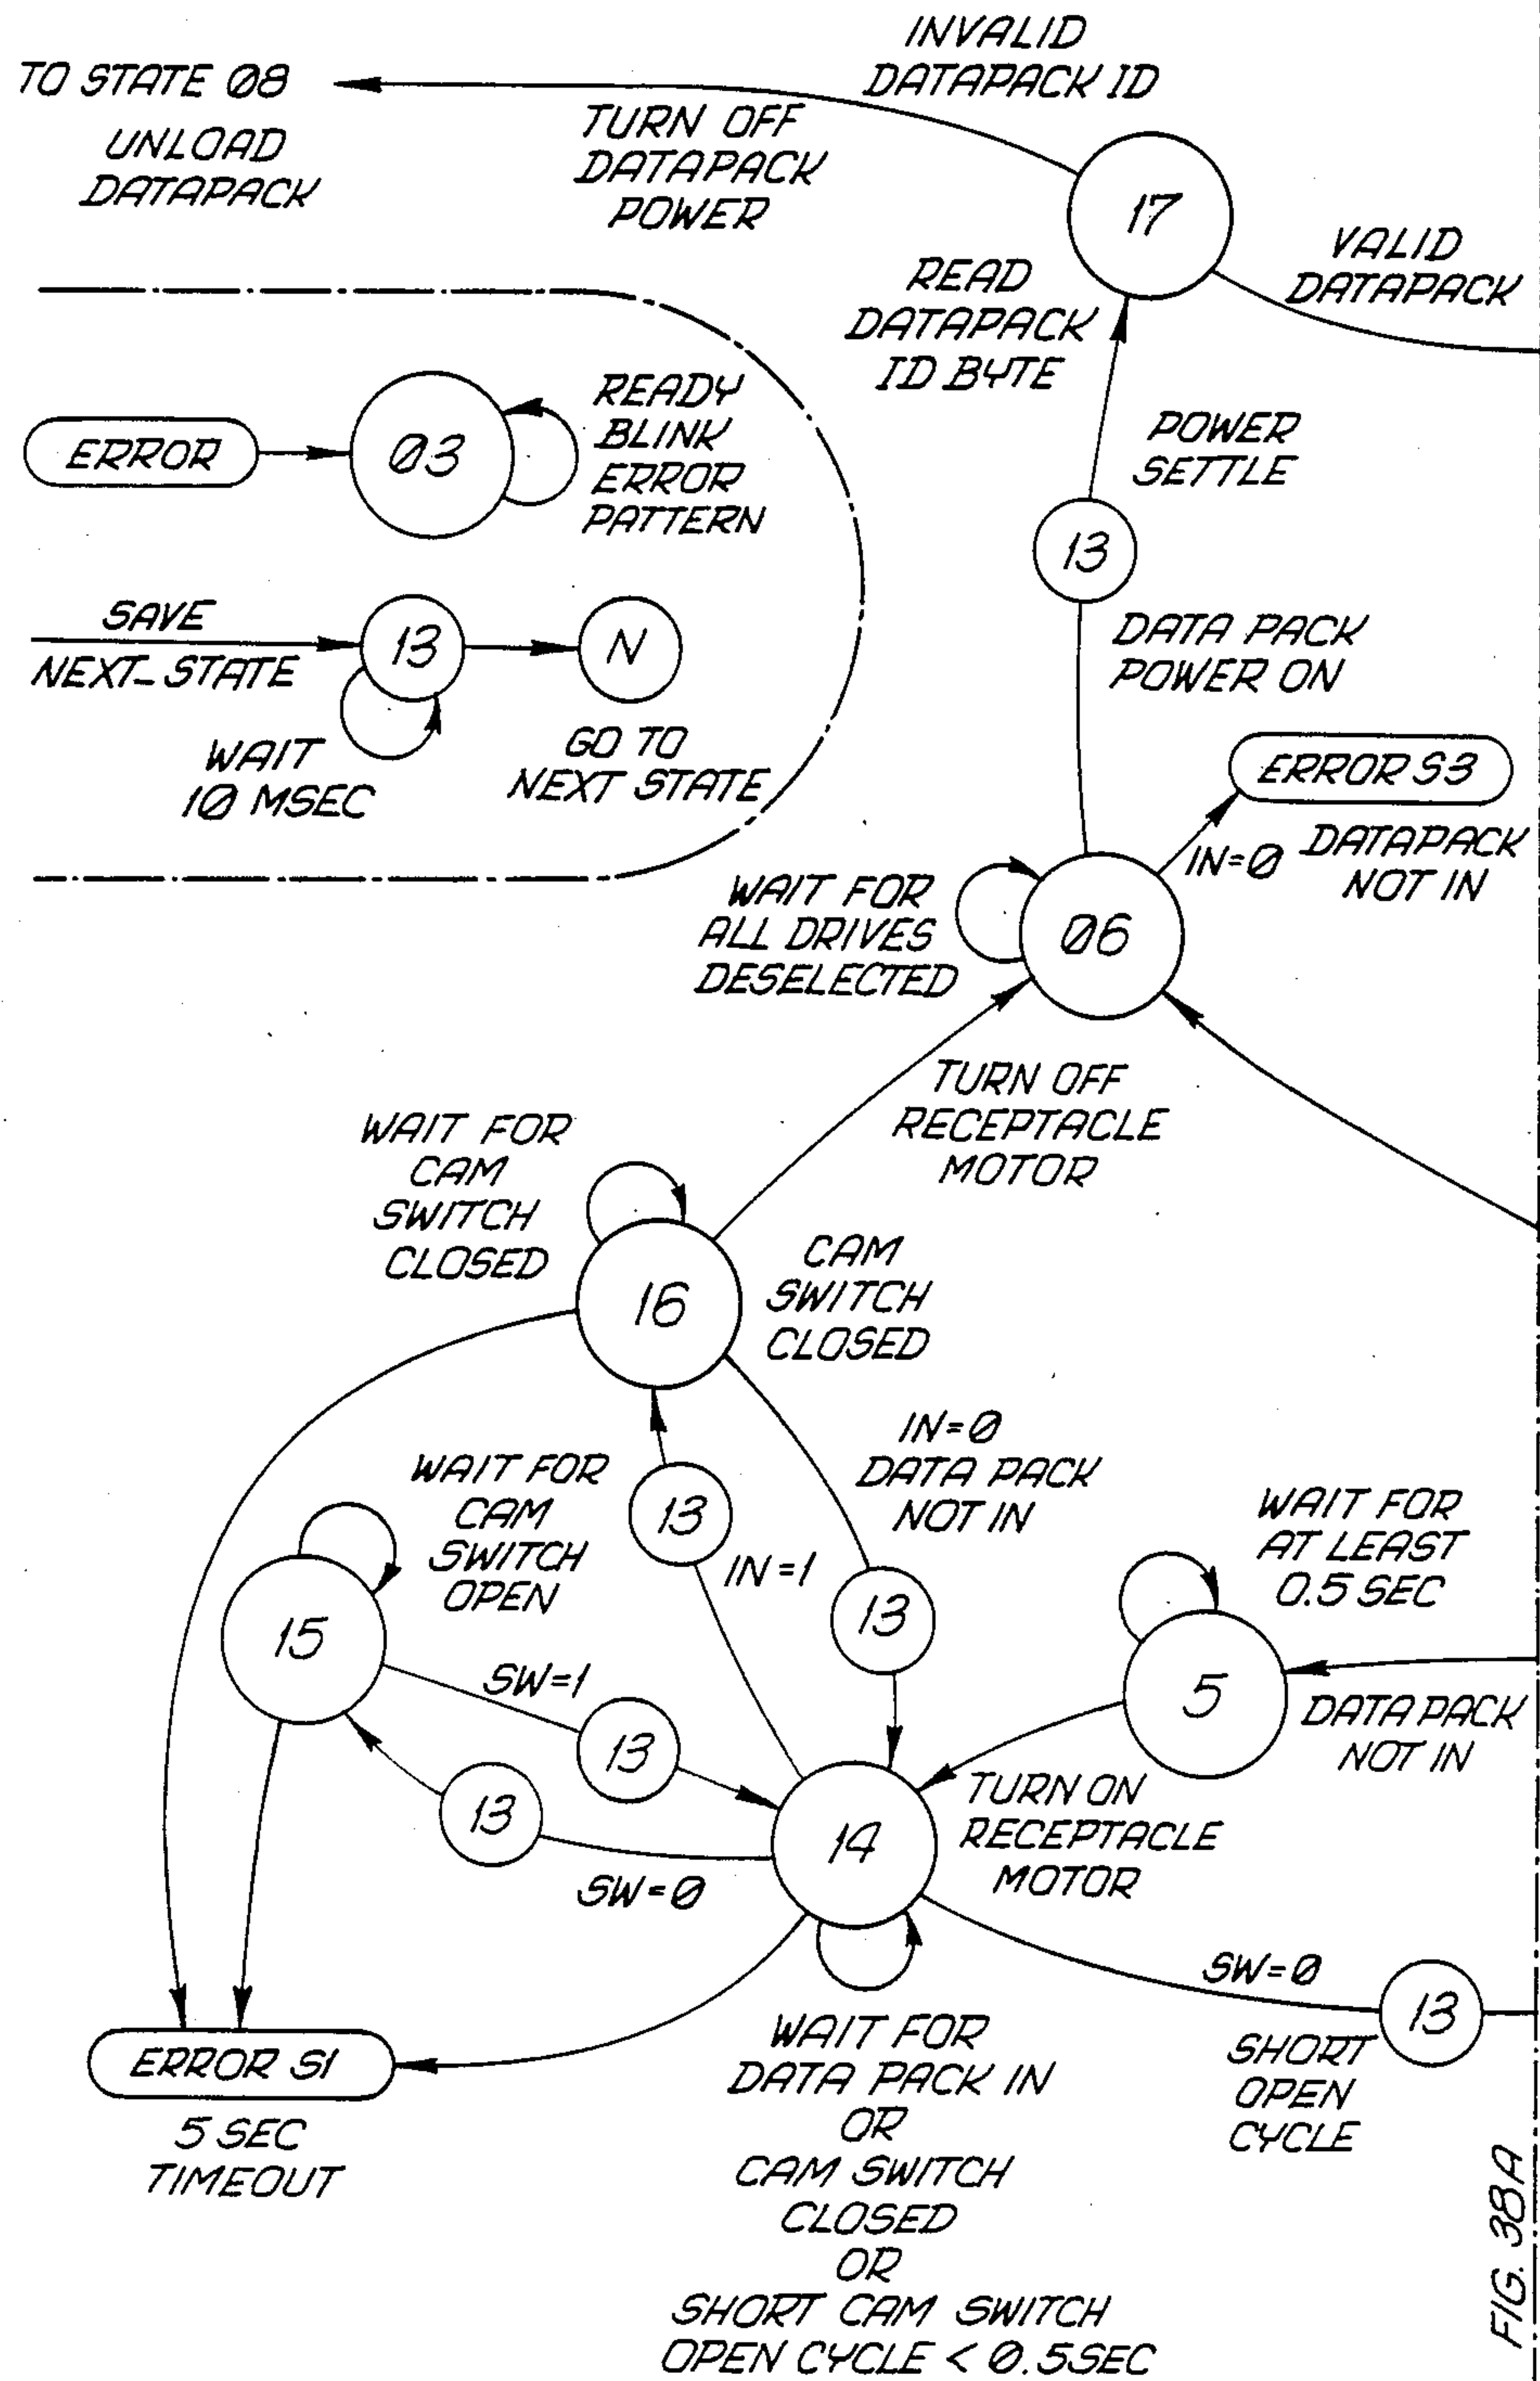 INVALID
DATAPACK ID
TO STATE 08
UNLOAD
DATAPACK
TURN OFF
DATAPACK
POWER
17
VALID
DATAPACK
READ
DATAPACK
ID BYTE
ERROR
03
READY
BLINK
ERROR
PATTERN
POWER
SETTLE
13
SAVE
NEXT_STATE
13
N
WAIT
10 MSEC
GO TO
NEXT STATE
DATA PACK
POWER ON
ERROR S3
IN=0
DATAPACK
NOT IN
WAIT FOR
ALL DRIVES
DESELECTED
06
TURN OFF
RECEPTACLE
MOTOR
WAIT FOR
CAM
SWITCH
CLOSED
16
CAM
SWITCH
CLOSED
IN=0
DATA PACK
NOT IN
WAIT FOR
CAM
SWITCH
OPEN
13
IN=1
13
WAIT FOR
AT LEAST
0.5 SEC
15
5
SW=1
13
DATA PACK
NOT IN
13
SW=0
14
TURN ON
RECEPTACLE
MOTOR
SW=0
13
SHORT
OPEN
CYCLE
ERROR S1
5 SEC
TIMEOUT
WAIT FOR
DATA PACK IN
OR
CAM SWITCH
CLOSED
OR
SHORT CAM SWITCH
OPEN CYCLE < 0.5SEC
FIG. 38A